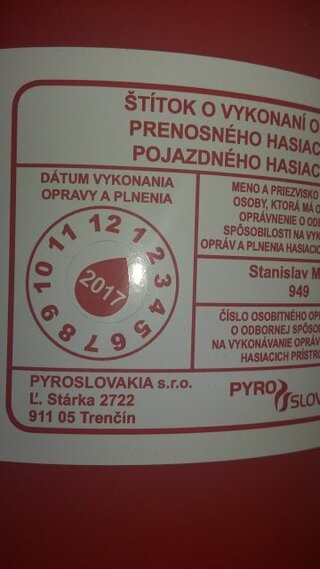 ŠTÍTOK O VYKONANÍ O
PRENOSNÉHO HASIAC
POJAZDNÉHO HASIAC
DÁTUM VYKONANIA
OPRAVY A PLNENIA
12 1 2 3 4 5 6 7 8 9 10 11
2017
MENO A PRIEZVISKO
OSOBY, KTORÁ MÁ O
OPRÁVNENIE O ODB
SPÔSOBILOSTI NA VYK
OPRÁV A PLNENIA HASIACIC
Stanislav M
949
ČÍSLO OSOBITNÉHO OPR
O ODBORNEJ SPÔSO
NA VYKONÁVANIE OPRÁV
HASIACICH PRÍSTRO
PYROSLOVAKIA s.r.o.
Ľ. Stárka 2722
911 05 Trenčín
PYRO
SLOV